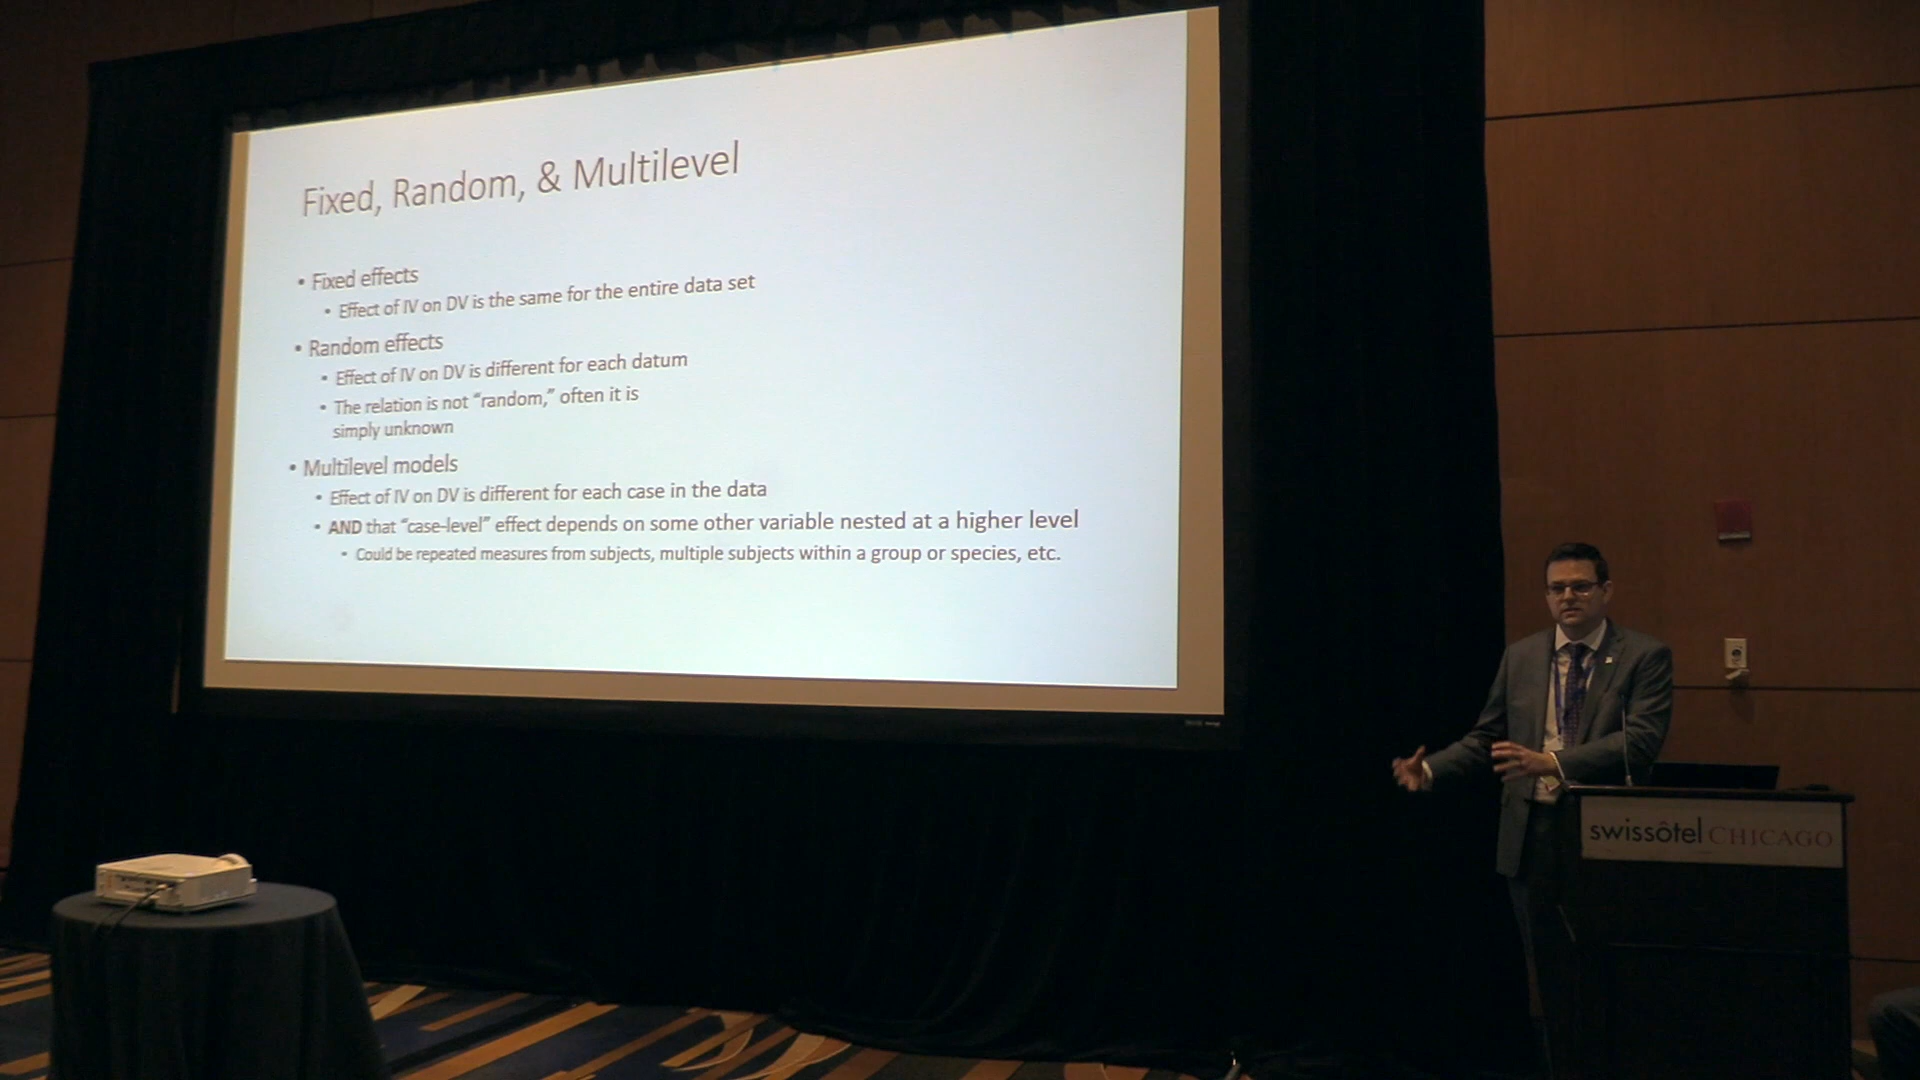 Fixed, Random, & Multilevel
• Fixed effects
• Effect of IV on DV is the same for the entire data set
• Random effects
• Effect of IV on DV is different for each datum
• The relation is not “random,” often it is
simply unknown
• Multilevel models
• Effect of IV on DV is different for each case in the data
• AND that “case-level” effect depends on some other variable nested at a higher level
• Could be repeated measures from subjects, multiple subjects within a group or species, etc.
swissôtel CHICAGO